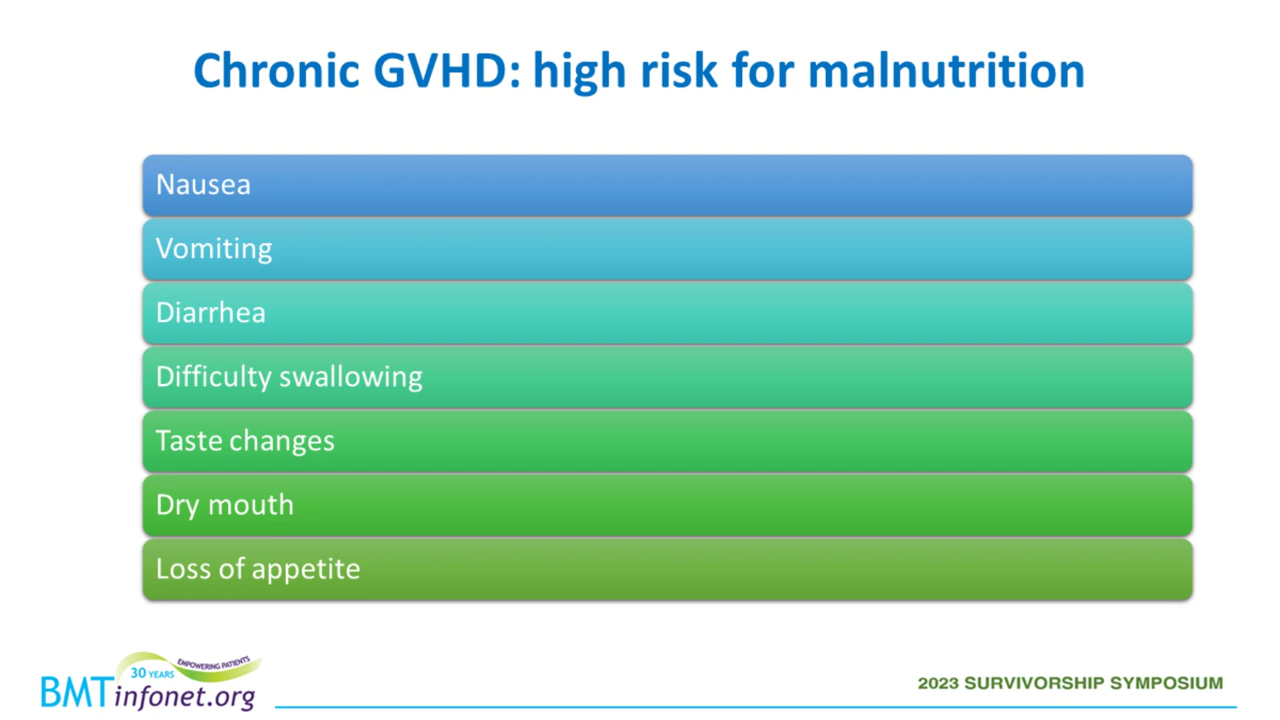 Chronic GVHD: high risk for malnutrition
Nausea
Vomiting
Diarrhea
Difficulty swallowing
Taste changes
Dry mouth
Loss of appetite
30 YEARS
EMPOWERING PATIENTS
BMTinfonet.org
2023 SURVIVORSHIP SYMPOSIUM